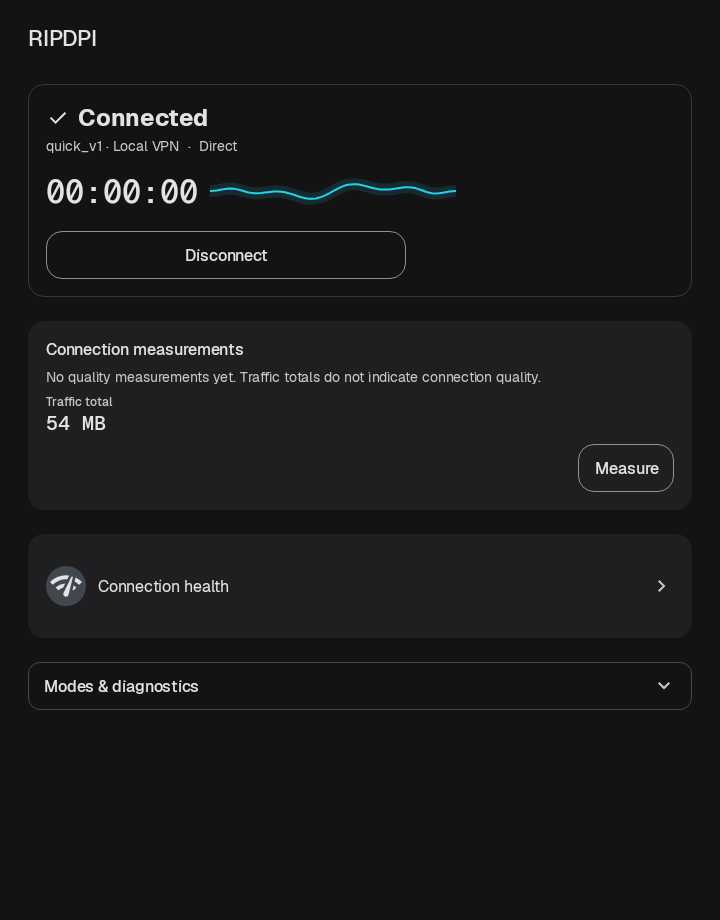 RIPDPI
Connected
quick_v1 · Local VPN · Direct
00:00:00
Disconnect
Connection measurements
No quality measurements yet. Traffic totals do not indicate connection quality.
Traffic total
54 MB
Measure
Connection health
Modes & diagnostics